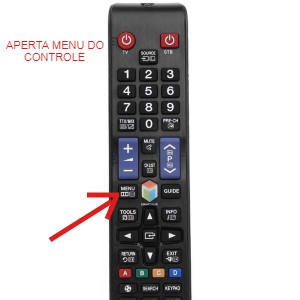 APERTA MENU DO
CONTROLE
TV
SOURCE
STB
1 2 3
4 5 6
7 8 9
TTX/MIX
0
PRE-CH
MUTE
+
−
P
CH LIST
MENU
GUIDE
TOOLS
INFO
RETURN
EXIT
A B C D
SEARCH
KEYPAD